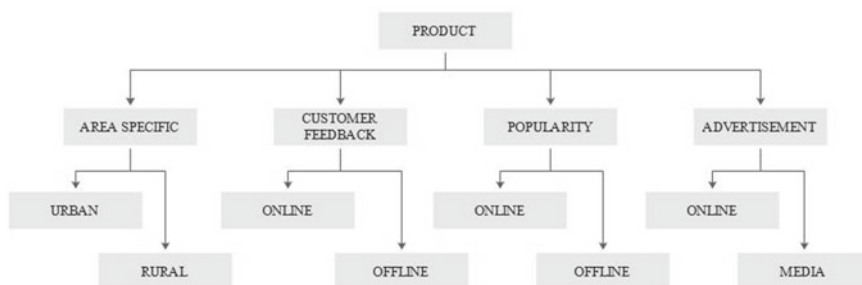 PRODUCT
AREA SPECIFIC
CUSTOMER
FEEDBACK
POPULARITY
ADVERTISEMENT
URBAN
ONLINE
ONLINE
ONLINE
RURAL
OFFLINE
OFFLINE
MEDIA